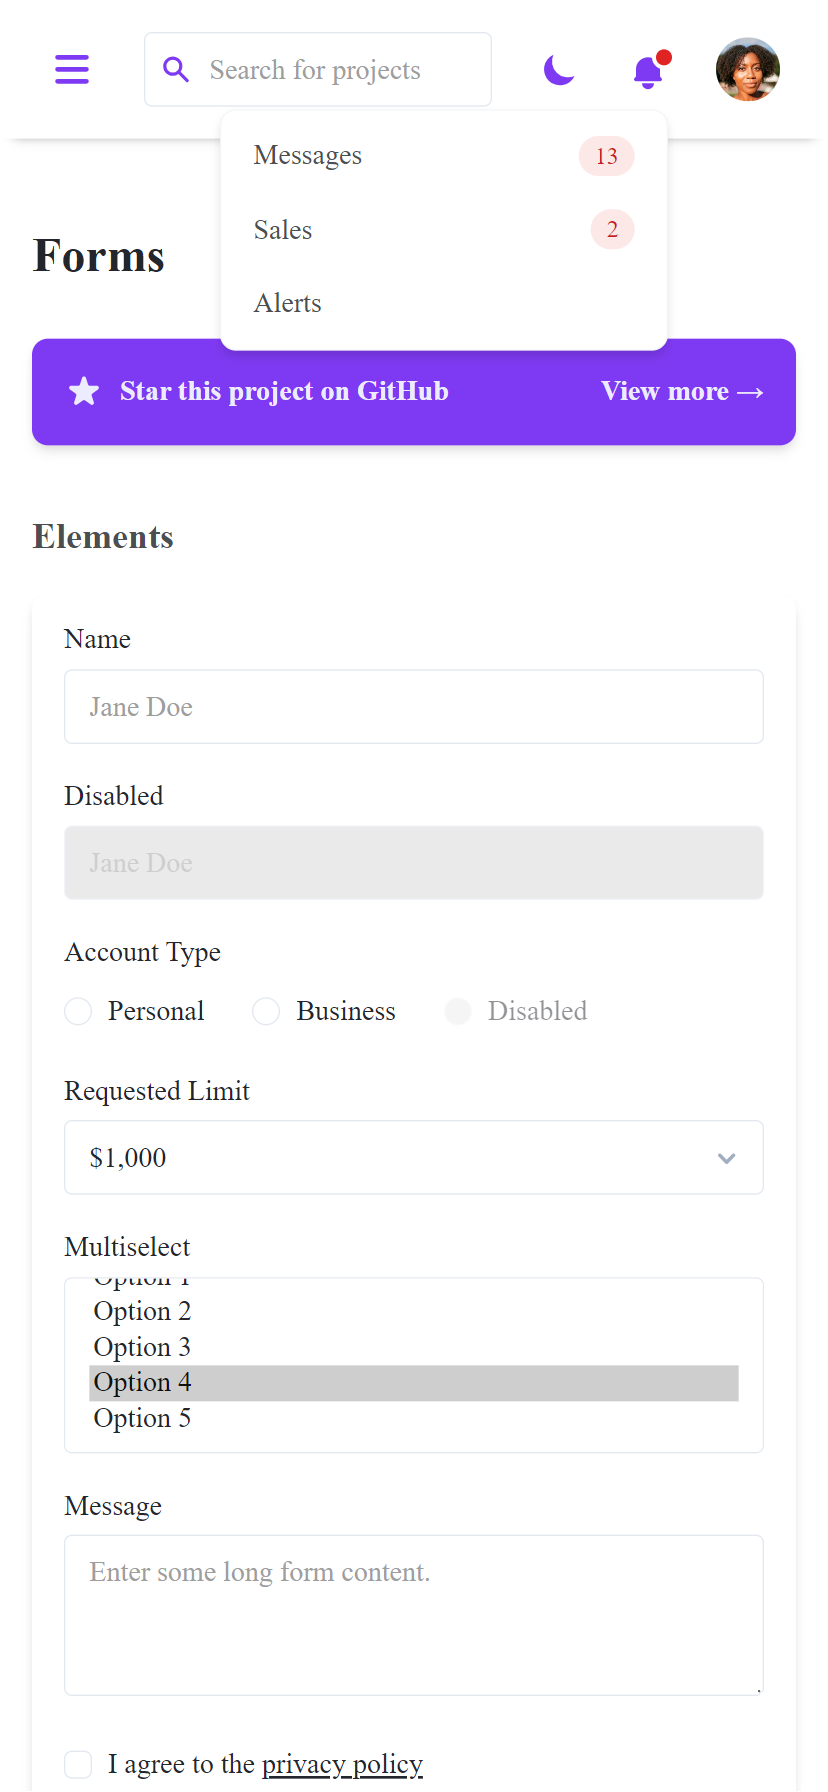 Search for projects
Messages 13
Sales 2
Alerts
Forms
Star this project on GitHub View more →
Elements
Name
Jane Doe
Disabled
Jane Doe
Account Type
Personal Business Disabled
Requested Limit
$1,000
Multiselect
Option 1
Option 2
Option 3
Option 4
Option 5
Message
Enter some long form content.
I agree to the privacy policy